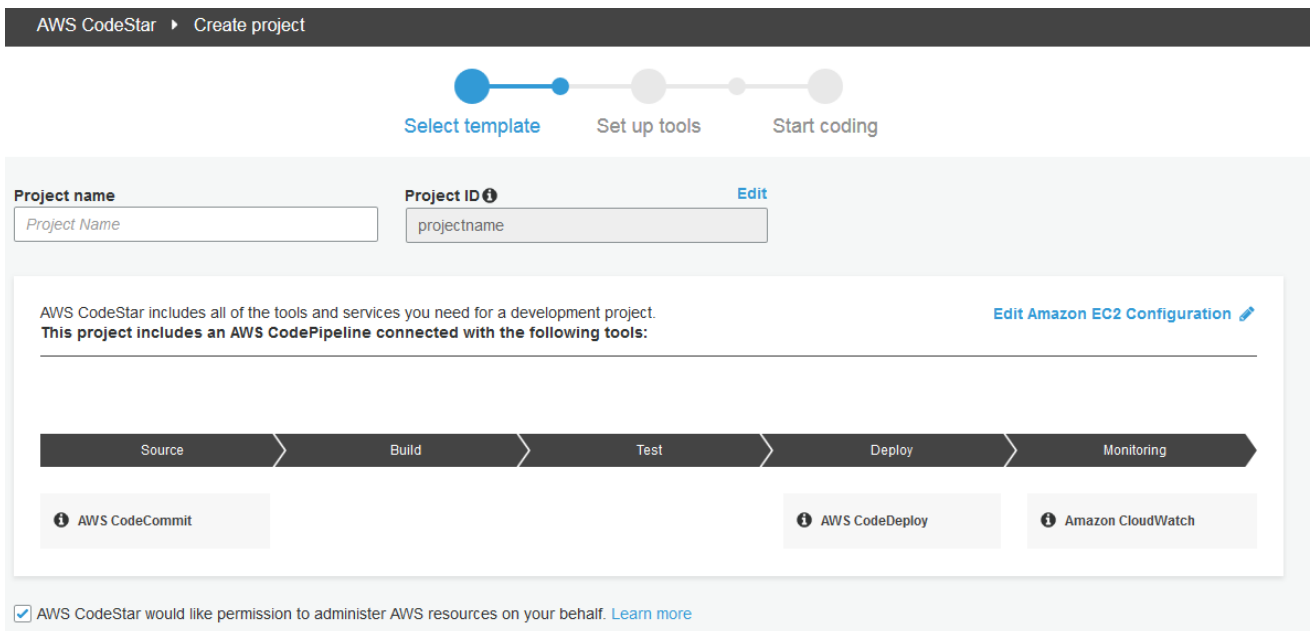 AWS CodeStar ▸ Create project
Select template Set up tools Start coding
Project name Project ID Edit
Project Name projectname
AWS CodeStar includes all of the tools and services you need for a development project. Edit Amazon EC2 Configuration
This project includes an AWS CodePipeline connected with the following tools:
Source Build Test Deploy Monitoring
AWS CodeCommit AWS CodeDeploy Amazon CloudWatch
AWS CodeStar would like permission to administer AWS resources on your behalf. Learn more